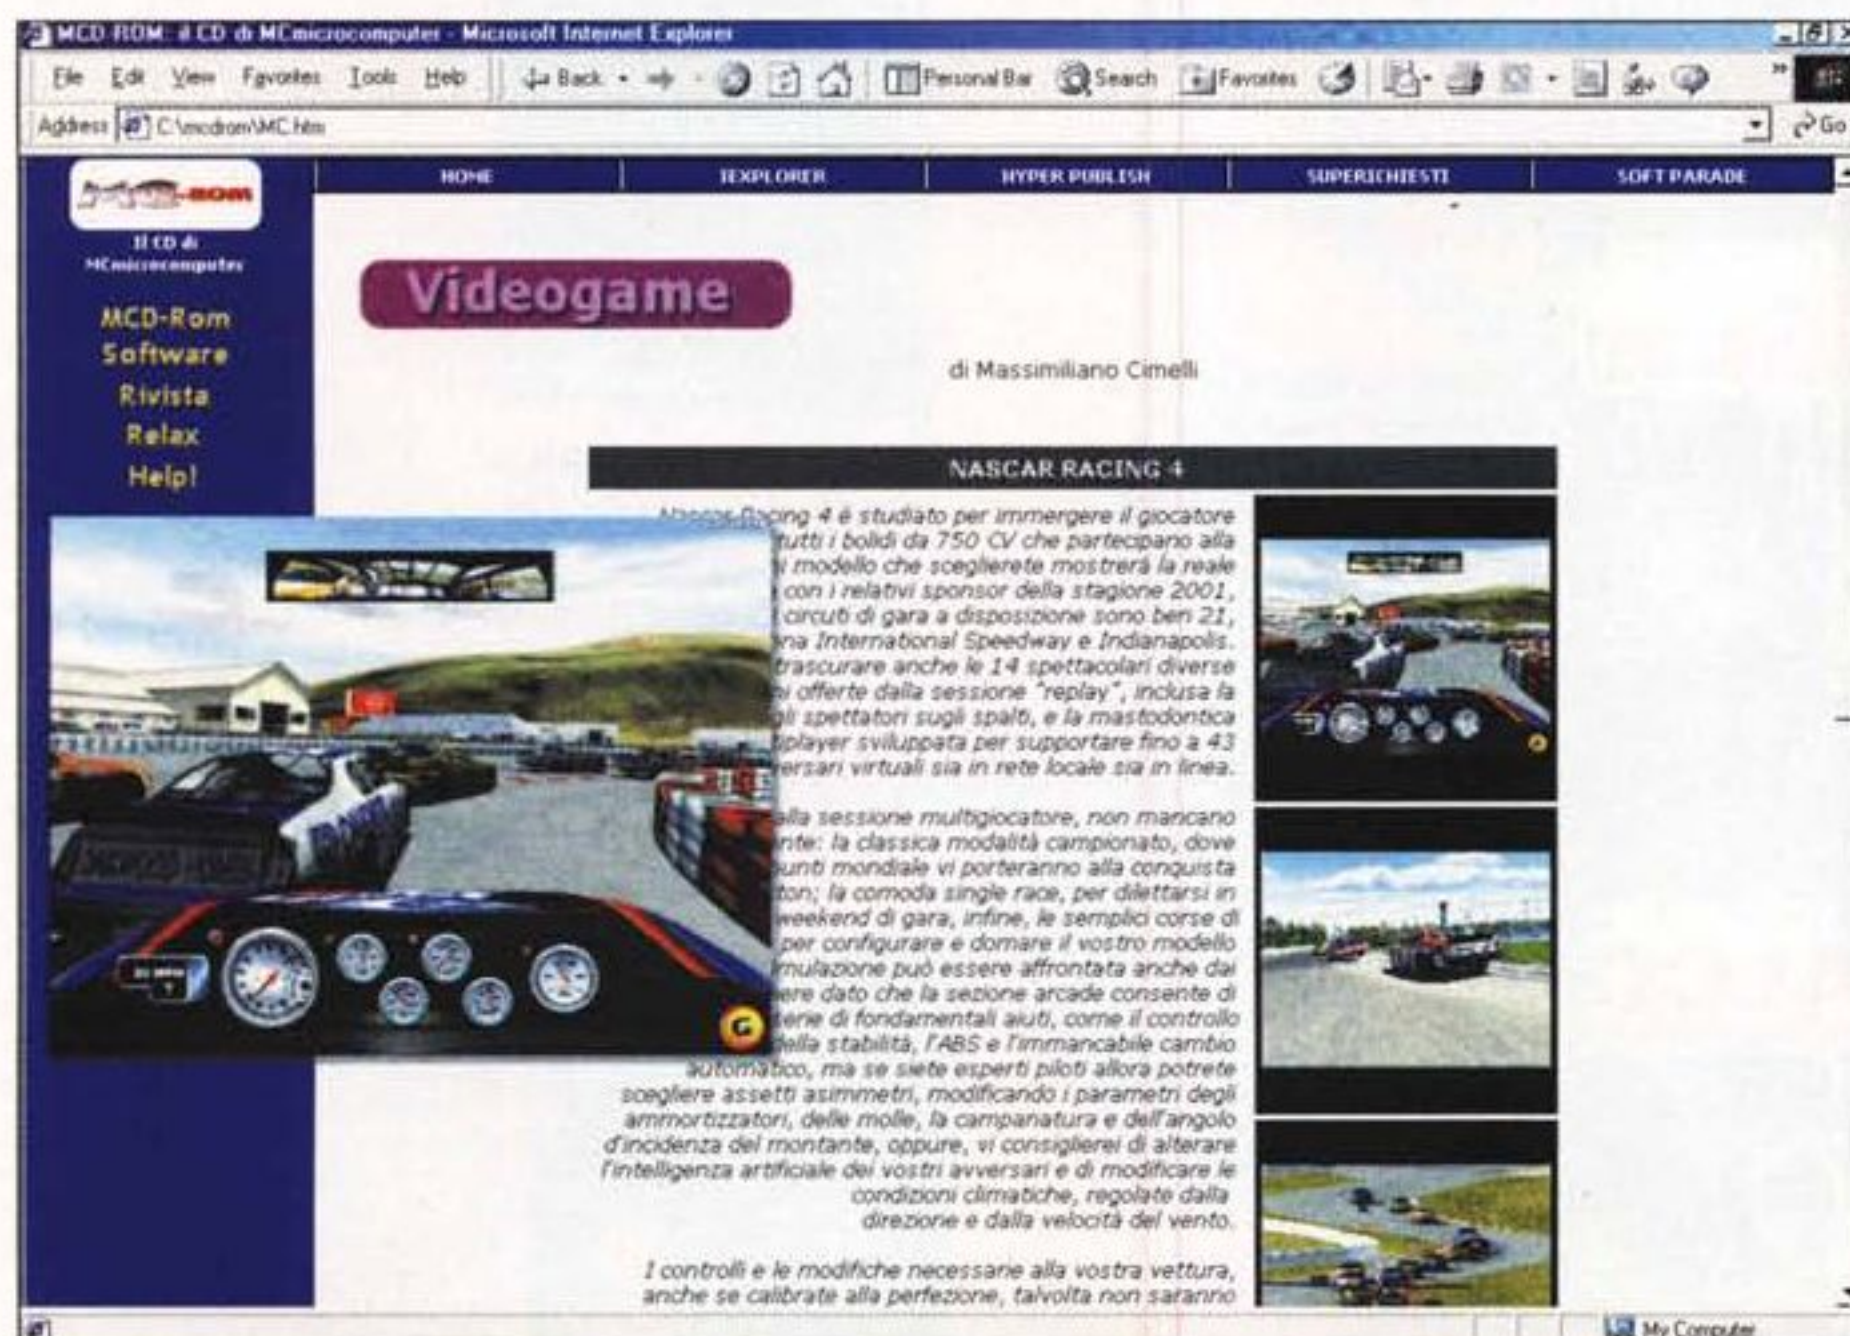 MCD-ROM: il CD di MCmicrocomputer - Microsoft Internet Explorer
File Edit View Favorites Tools Help Back Personal Bar Search Favorites
Address C:\mcdrom\MC.htm Go
-ROM
Il CD di
MCmicrocomputer
MCD-Rom
Software
Rivista
Relax
Help!
HOME IEXPLORER HYPER PUBLISH SUPERICHIESTI SOFT PARADE
Videogame
di Massimiliano Cimelli
NASCAR RACING 4
Nascar Racing 4 è studiato per immergere il giocatore
tutti i bolidi da 750 CV che partecipano alla
modello che sceglierete mostrerà la reale
con i relativi sponsor della stagione 2001,
circuti di gara a disposizione sono ben 21,
na International Speedway e Indianapolis.
trascurare anche le 14 spettacolari diverse
ni offerte dalla sessione "replay", inclusa la
gli spettatori sugli spalti, e la mastodontica
player sviluppata per supportare fino a 43
ersari virtuali sia in rete locale sia in linea.
alla sessione multigiocatore, non mancano
nte: la classica modalità campionato, dove
unti mondiale vi porteranno alla conquista
ton; la comoda single race, per dilettarsi in
weekend di gara, infine, le semplici corse di
per configurare e domare il vostro modello
mulazione può essere affrontata anche dai
ere dato che la sezione arcade consente di
serie di fondamentali aiuti, come il controllo
della stabilità, l'ABS e l'immancabile cambio
automatico, ma se siete esperti piloti allora potrete
scegliere assetti asimmetri, modificando i parametri degli
ammortizzatori, delle molle, la campanatura e dell'angolo
d'incidenza del montante, oppure, vi consiglierei di alterare
l'intelligenza artificiale dei vostri avversari e di modificare le
condizioni climatiche, regolate dalla
direzione e dalla velocità del vento.
I controlli e le modifiche necessarie alla vostra vettura,
anche se calibrate alla perfezione, talvolta non saranno
G
My Computer